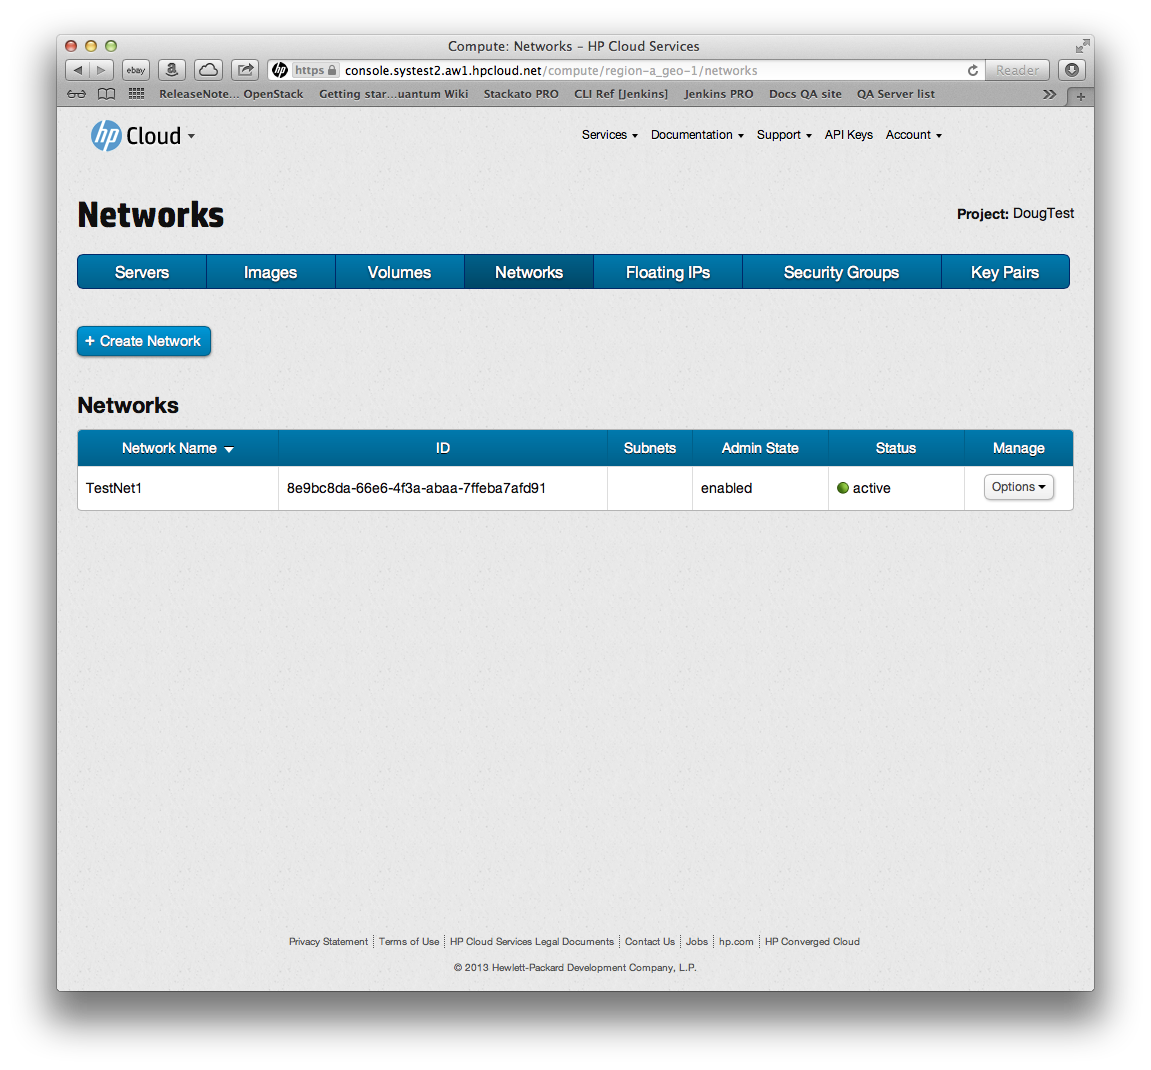 Compute: Networks – HP Cloud Services
ebay a hp https console.systest2.aw1.hpcloud.net/compute/region-a_geo-1/networks Reader
ReleaseNote... OpenStack Getting star...uantum Wiki Stackato PRO CLI Ref [Jenkins] Jenkins PRO Docs QA site QA Server list
hp Cloud Services Documentation Support API Keys Account
Networks Project: DougTest
Servers Images Volumes Networks Floating IPs Security Groups Key Pairs
+ Create Network
Networks
Network Name ID Subnets Admin State Status Manage
TestNet1 8e9bc8da-66e6-4f3a-abaa-7ffeba7afd91 enabled active Options
Privacy Statement Terms of Use HP Cloud Services Legal Documents Contact Us Jobs hp.com HP Converged Cloud
© 2013 Hewlett-Packard Development Company, L.P.